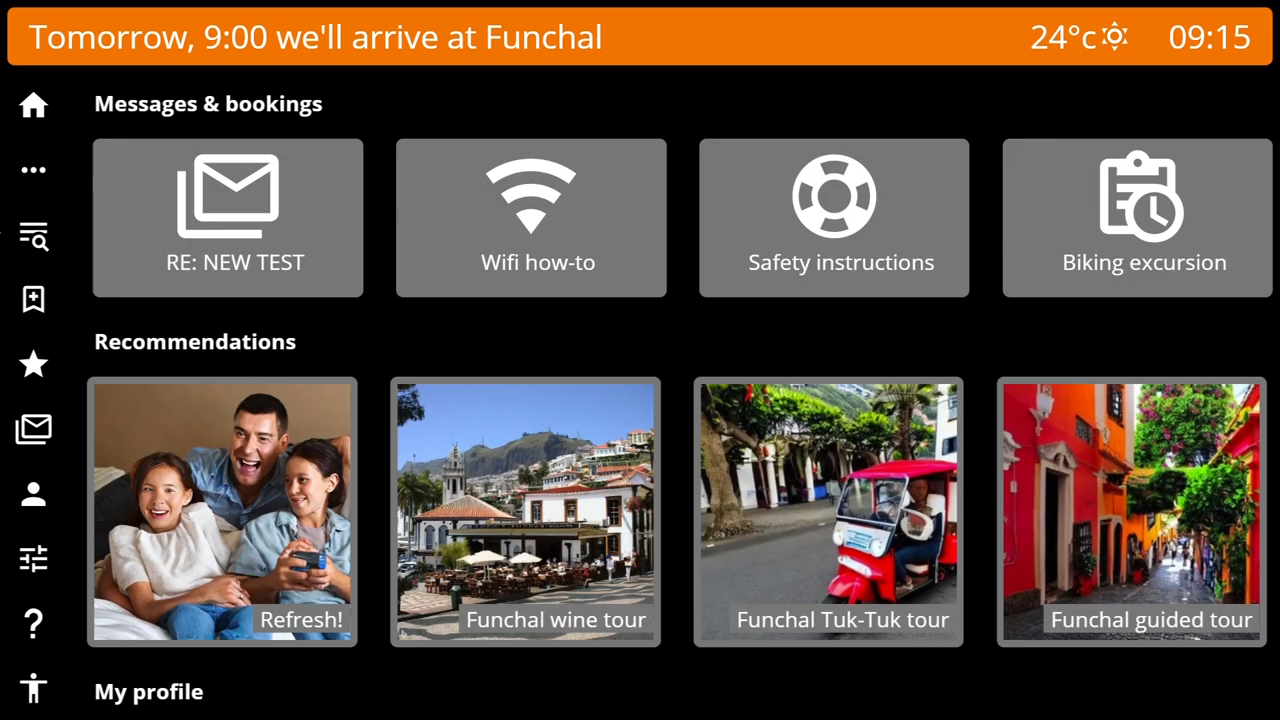 Tomorrow, 9:00 we'll arrive at Funchal
24°c 09:15
Messages & bookings
RE: NEW TEST
Wifi how-to
Safety instructions
Biking excursion
Recommendations
Refresh!
Funchal wine tour
Funchal Tuk-Tuk tour
Funchal guided tour
My profile